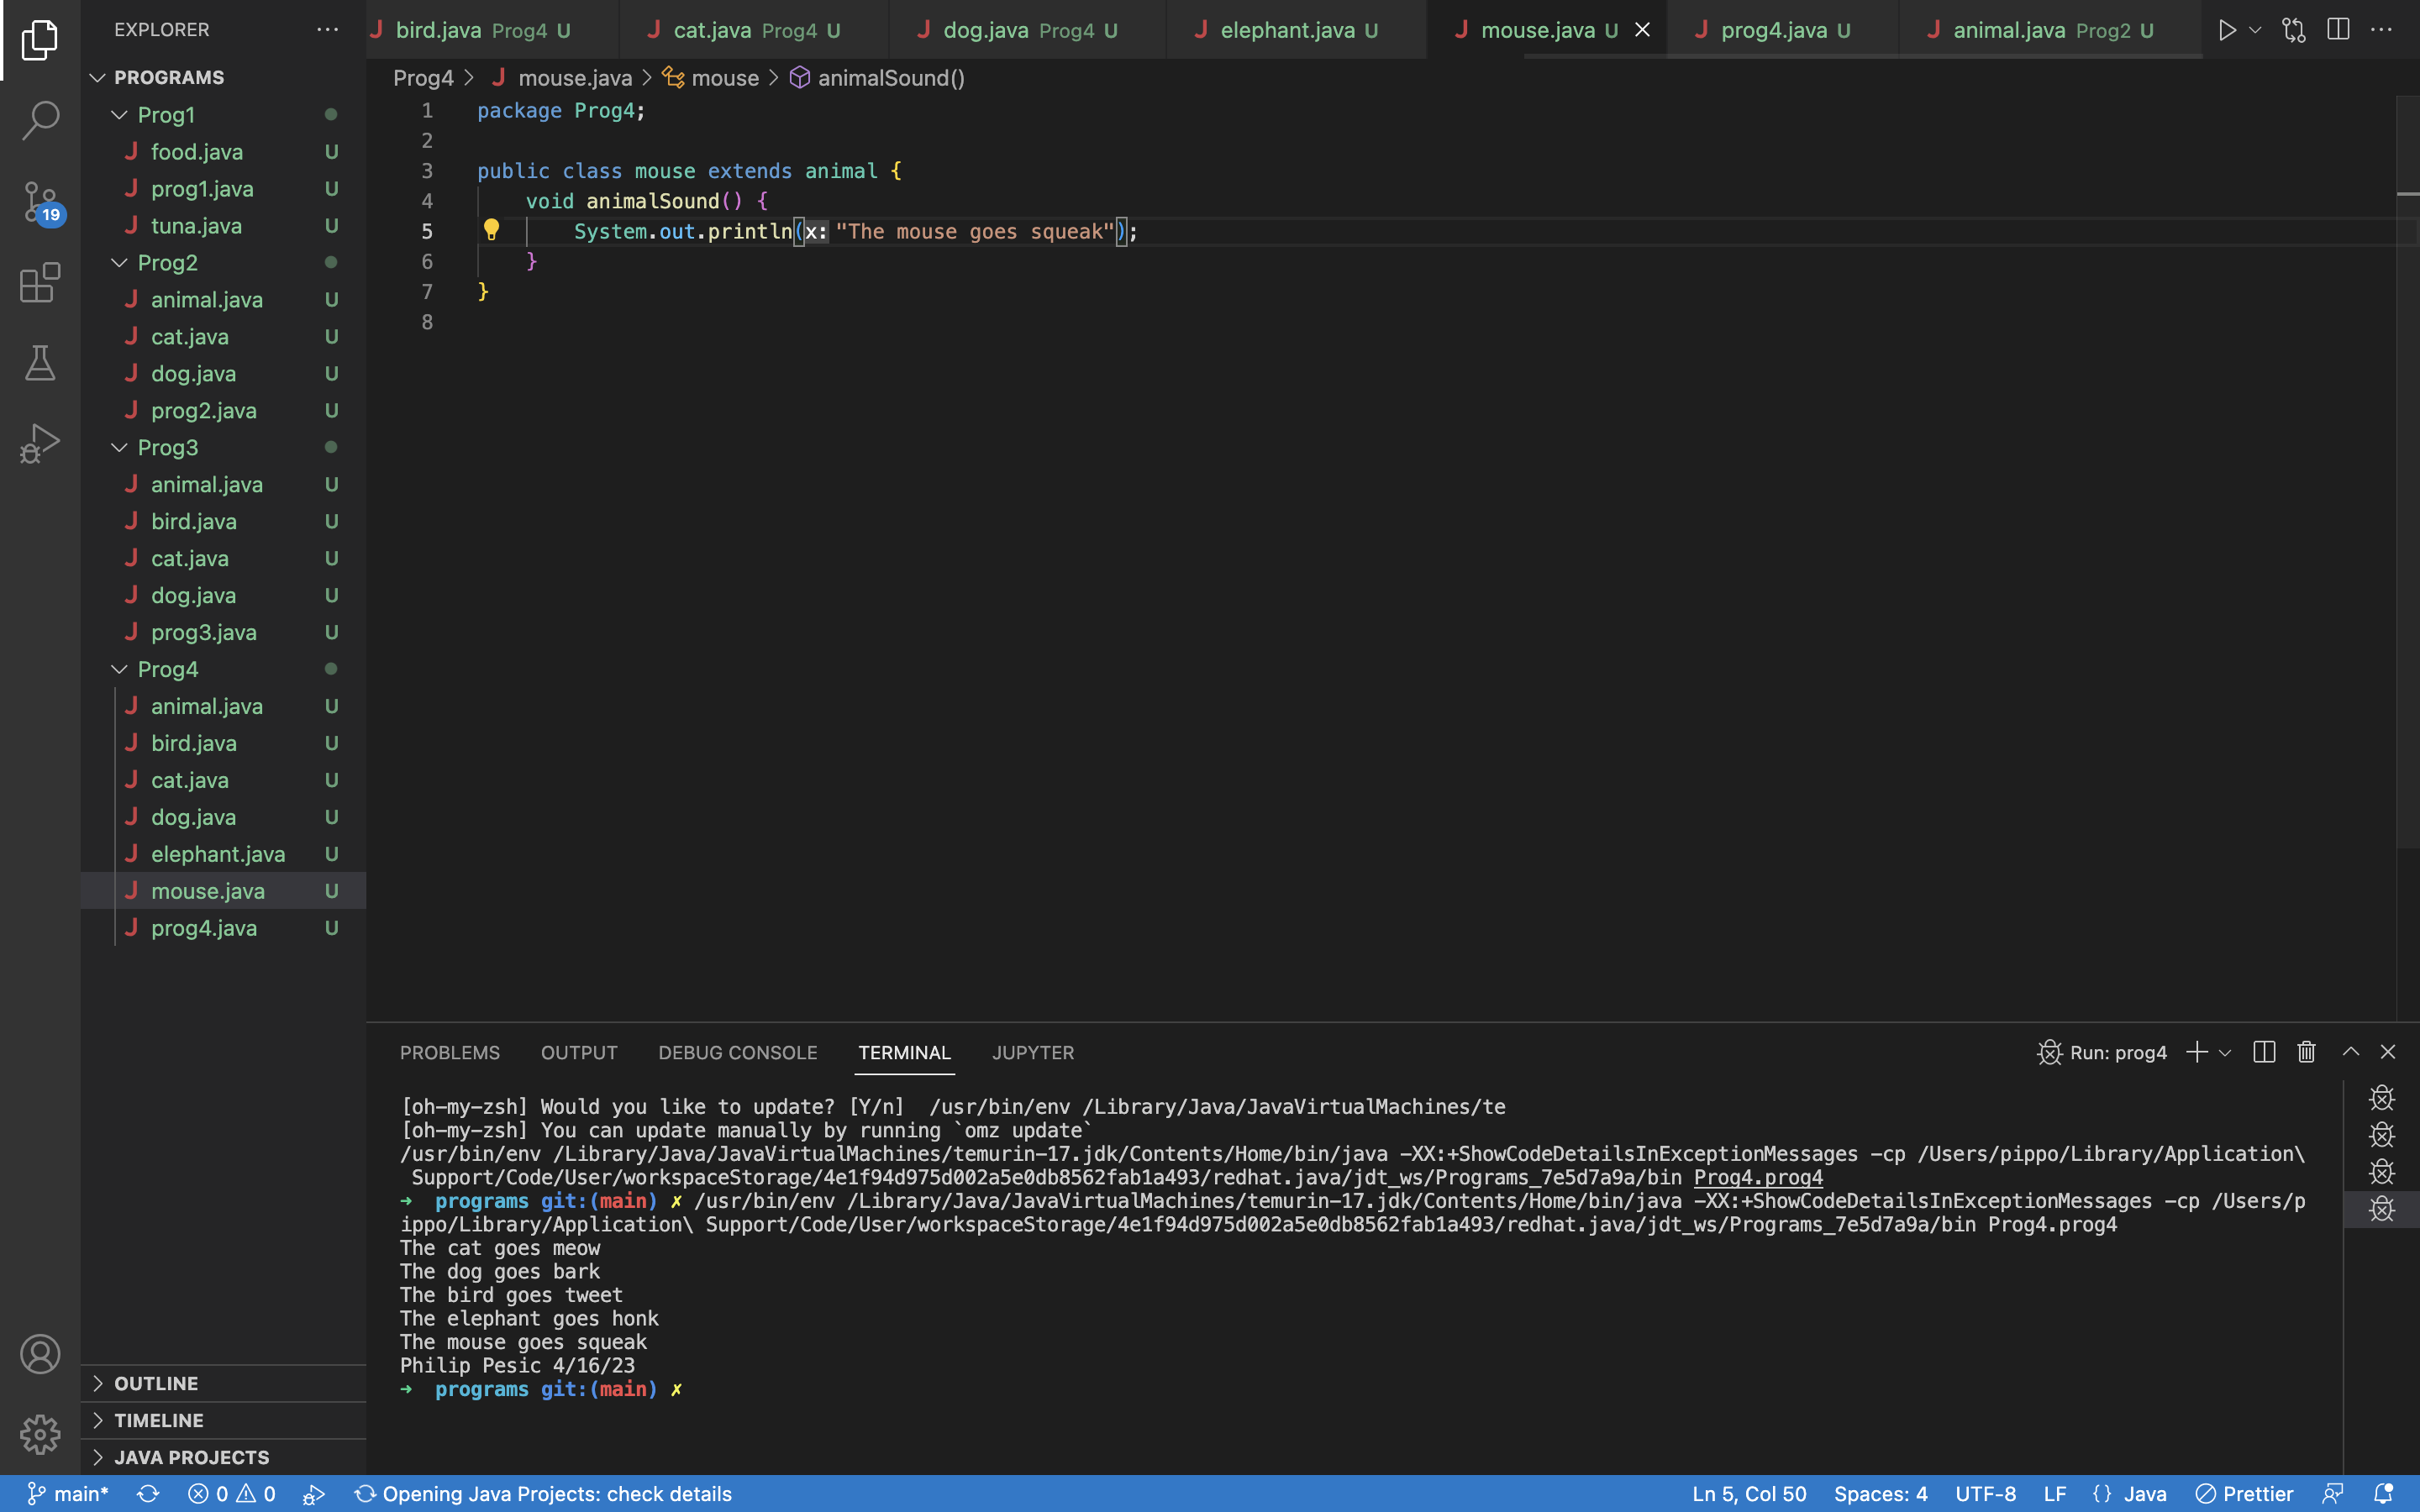 EXPLORER
PROGRAMS
Prog1
food.java U
prog1.java U
tuna.java U
Prog2
animal.java U
cat.java U
dog.java U
prog2.java U
Prog3
animal.java U
bird.java U
cat.java U
dog.java U
prog3.java U
Prog4
animal.java U
bird.java U
cat.java U
dog.java U
elephant.java U
mouse.java U
prog4.java U
OUTLINE
TIMELINE
JAVA PROJECTS
19
bird.java Prog4 U
cat.java Prog4 U
dog.java Prog4 U
elephant.java U
mouse.java U
prog4.java U
animal.java Prog2 U
Prog4 > mouse.java > mouse > animalSound()
1 package Prog4;
2
3 public class mouse extends animal {
4 void animalSound() {
5 System.out.println(x: "The mouse goes squeak");
6 }
7 }
8
PROBLEMS OUTPUT DEBUG CONSOLE TERMINAL JUPYTER
Run: prog4
[oh-my-zsh] Would you like to update? [Y/n]  /usr/bin/env /Library/Java/JavaVirtualMachines/te
[oh-my-zsh] You can update manually by running `omz update`
/usr/bin/env /Library/Java/JavaVirtualMachines/temurin-17.jdk/Contents/Home/bin/java -XX:+ShowCodeDetailsInExceptionMessages -cp /Users/pippo/Library/Application\
Support/Code/User/workspaceStorage/4e1f94d975d002a5e0db8562fab1a493/redhat.java/jdt_ws/Programs_7e5d7a9a/bin Prog4.prog4
➜ programs git:(main) ✗ /usr/bin/env /Library/Java/JavaVirtualMachines/temurin-17.jdk/Contents/Home/bin/java -XX:+ShowCodeDetailsInExceptionMessages -cp /Users/p
ippo/Library/Application\ Support/Code/User/workspaceStorage/4e1f94d975d002a5e0db8562fab1a493/redhat.java/jdt_ws/Programs_7e5d7a9a/bin Prog4.prog4
The cat goes meow
The dog goes bark
The bird goes tweet
The elephant goes honk
The mouse goes squeak
Philip Pesic 4/16/23
➜ programs git:(main) ✗
main* 0 0 Opening Java Projects: check details
Ln 5, Col 50 Spaces: 4 UTF-8 LF {} Java Prettier